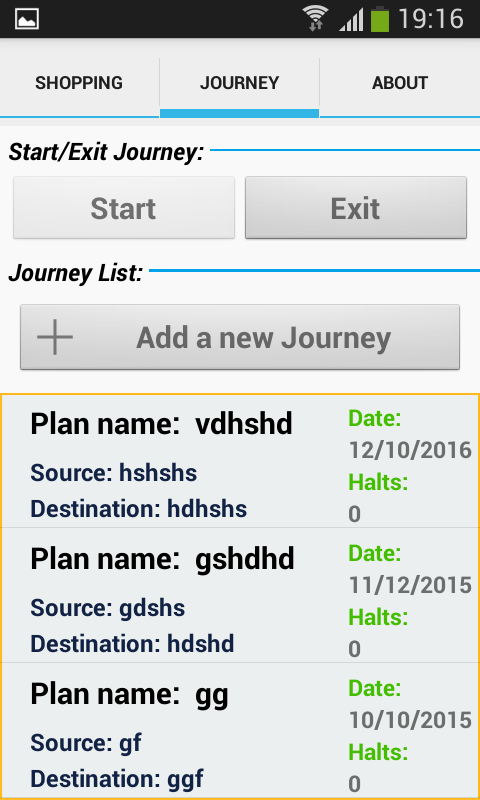 19:16
SHOPPING JOURNEY ABOUT
Start/Exit Journey:
Start Exit
Journey List:
Add a new Journey
Plan name: vdhshd
Date:
12/10/2016
Source: hshshs
Halts:
Destination: hdhshs
0
Plan name: gshdhd
Date:
11/12/2015
Source: gdshs
Halts:
Destination: hdshd
0
Plan name: gg
Date:
10/10/2015
Source: gf
Halts:
Destination: ggf
0